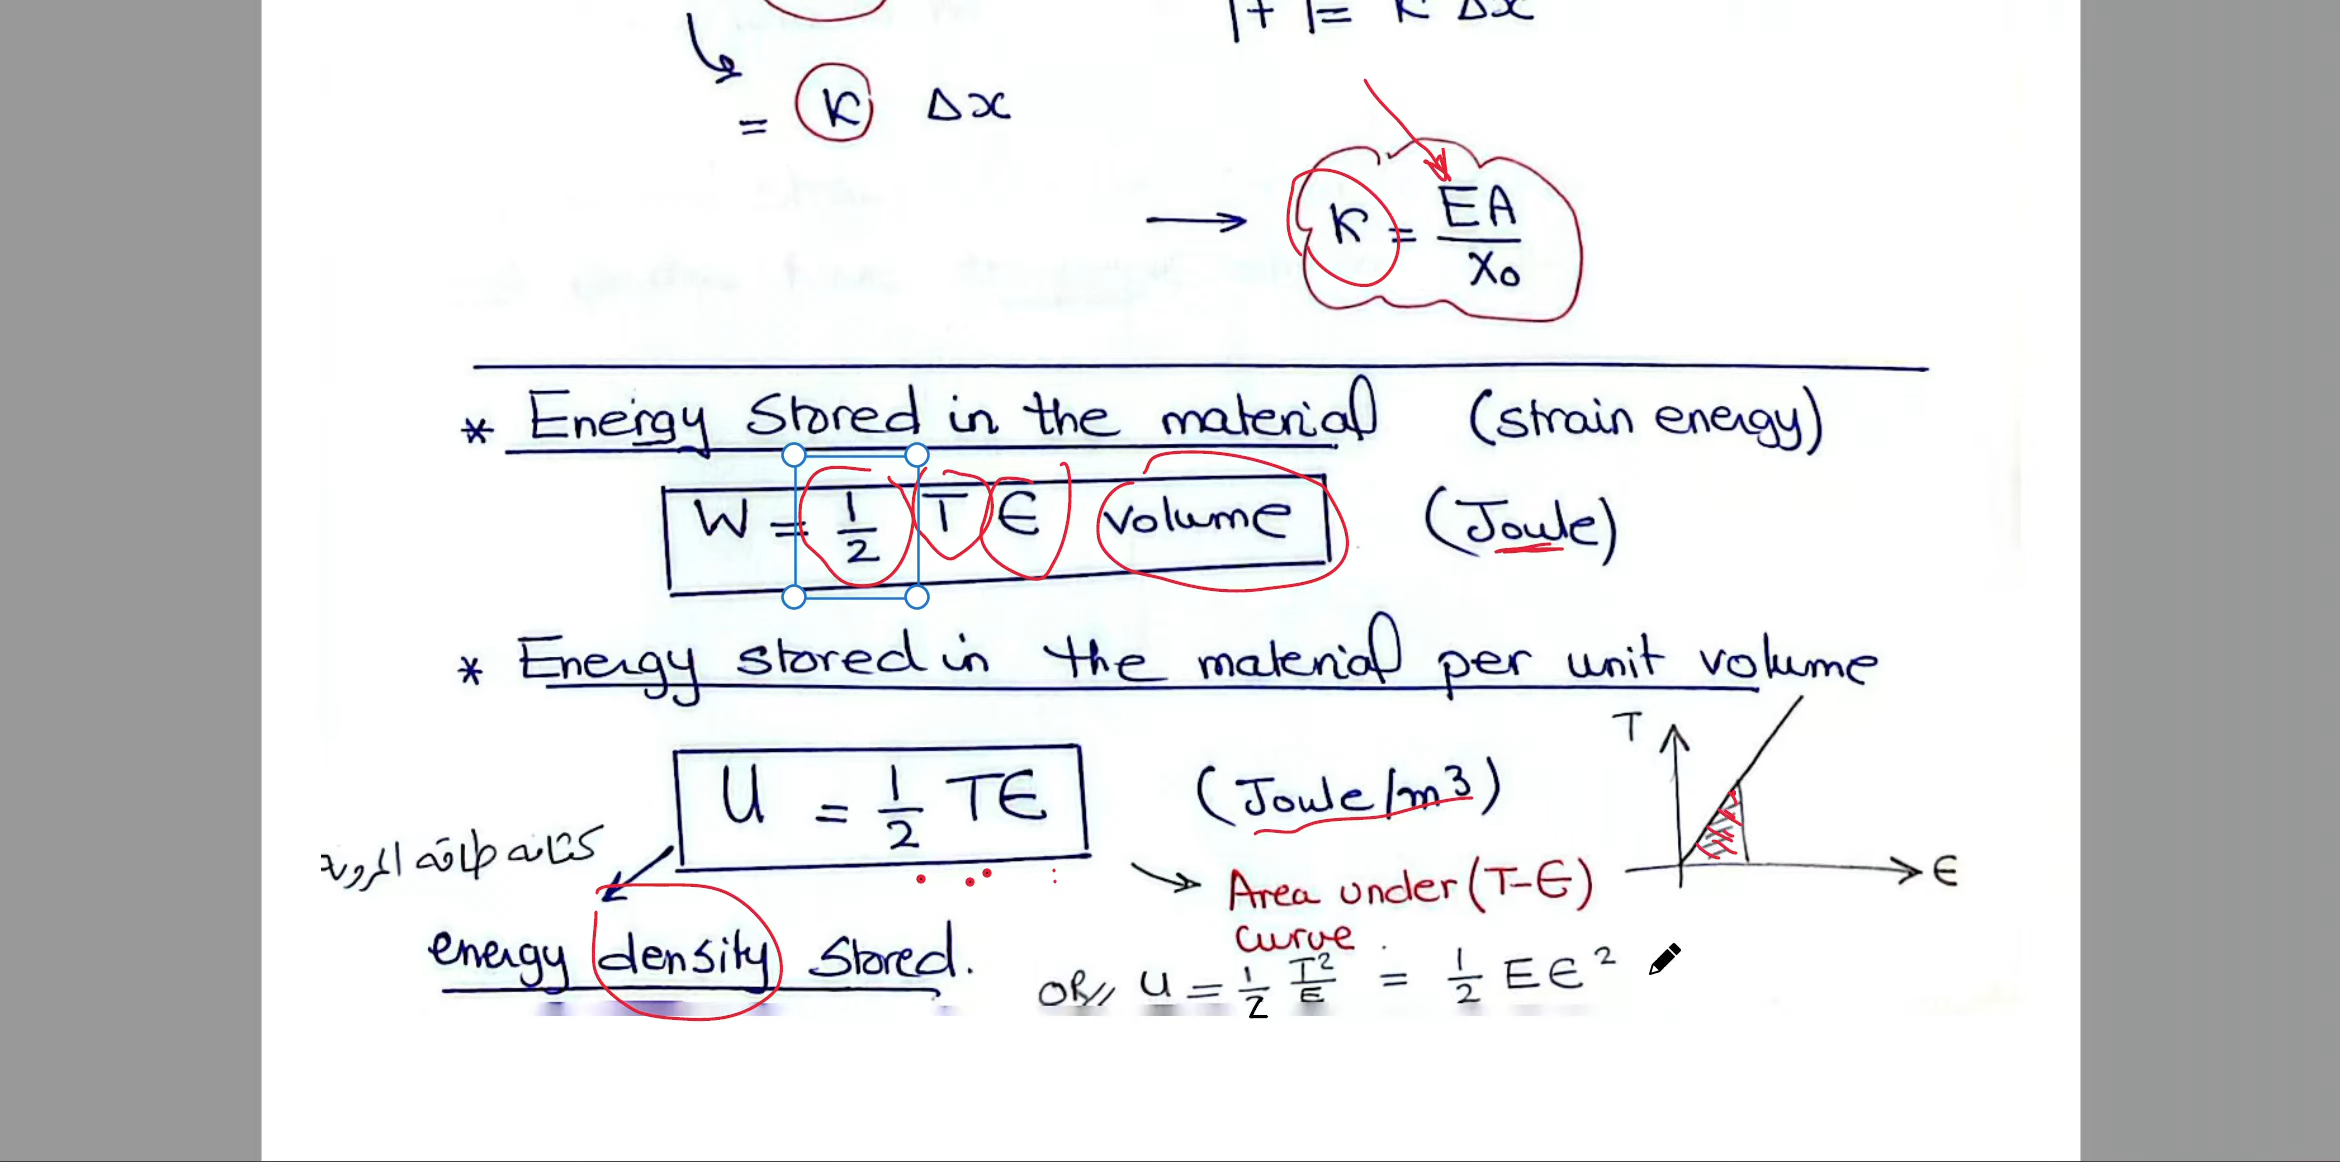 |F| = K Δx
= K Δx
→ K = EA / x₀
* Energy Stored in the material (strain energy)
W = 1/2 T ϵ volume (Joule)
* Energy stored in the material per unit volume
U = 1/2 Tϵ (Joule/m³)
T
ϵ
كثافة طاقة المرونة
→ Area under (T-ϵ)
curve
energy density stored.
OR// U = 1/2 T²/E = 1/2 E ϵ²